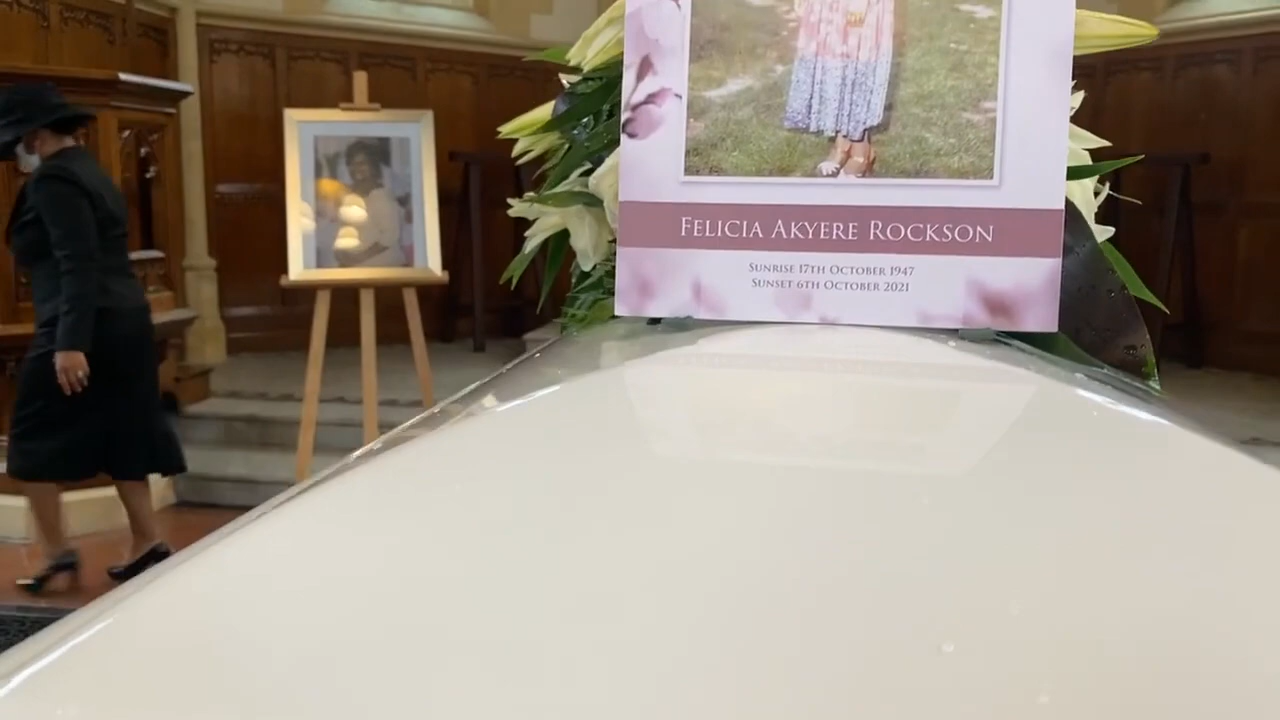 FELICIA AKYERE ROCKSON
SUNRISE 17TH OCTOBER 1947
SUNSET 6TH OCTOBER 2021